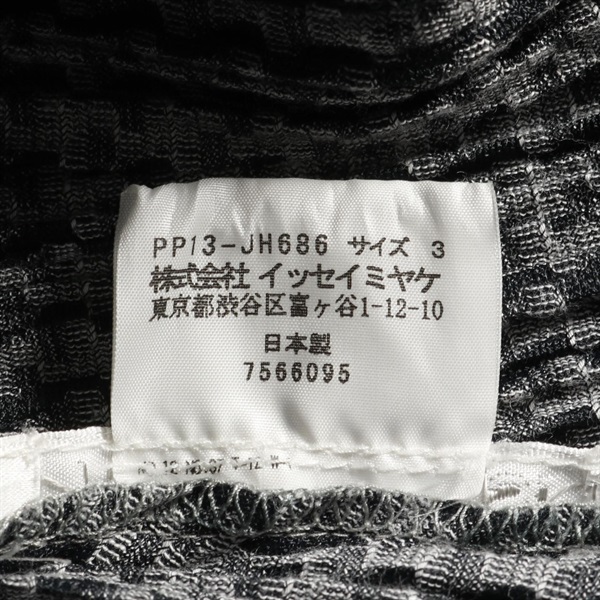 PP13-JH686 サイズ 3
株式会社 イッセイミヤケ
東京都渋谷区富ヶ谷1-12-10
日本製
7566095